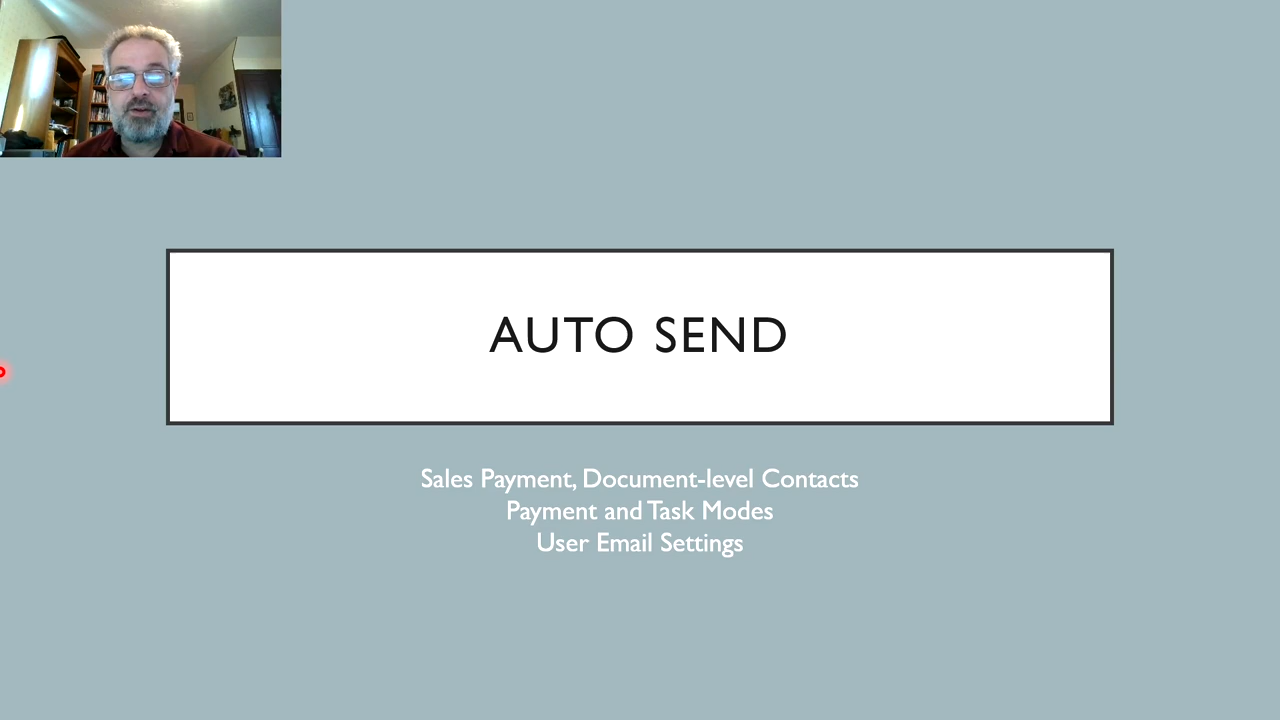 AUTO SEND
Sales Payment, Document-level Contacts
Payment and Task Modes
User Email Settings